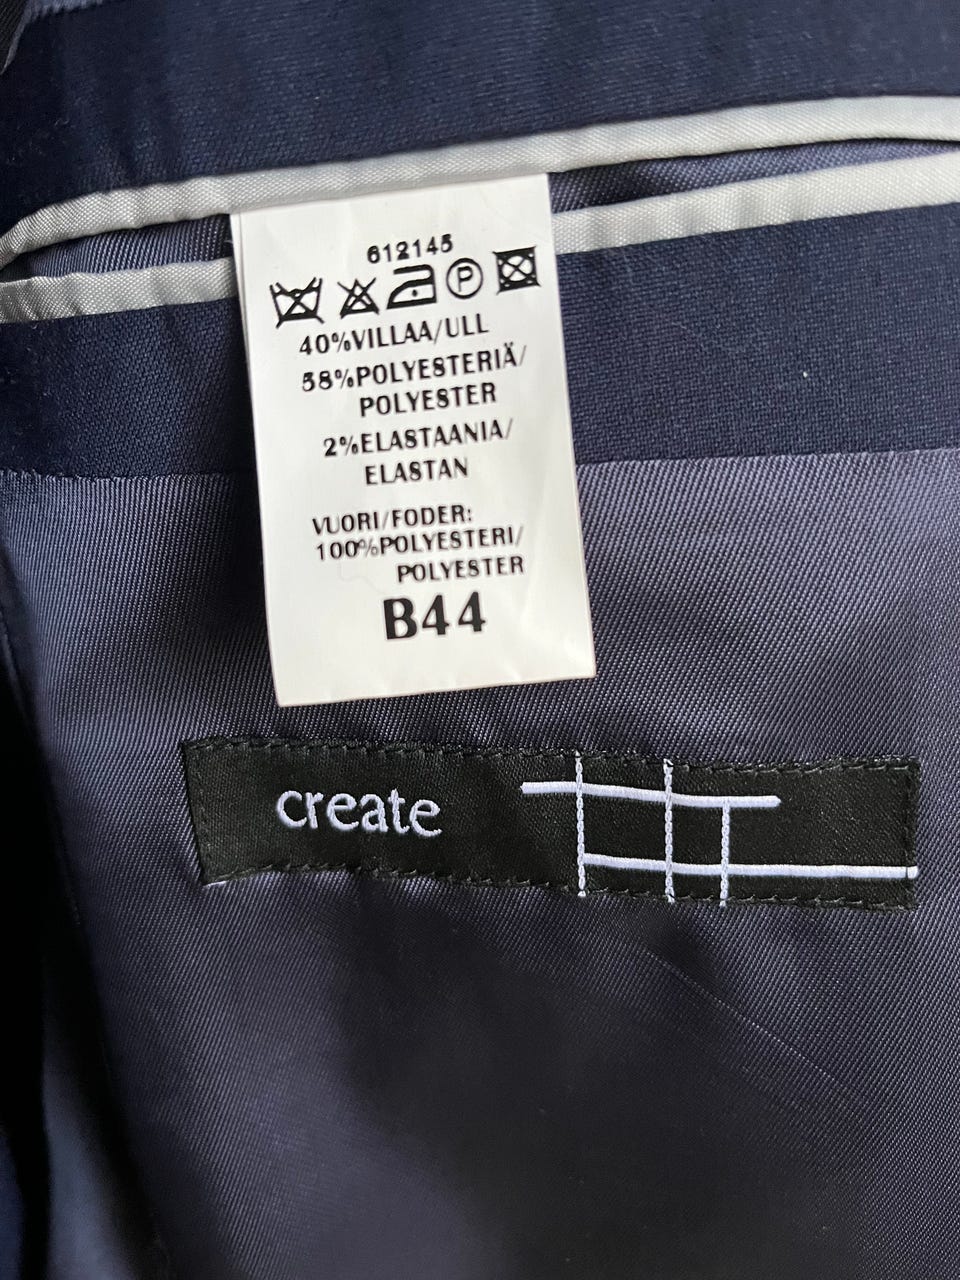 612145
P
40%VILLAA/ULL
58%POLYESTERIÄ/
POLYESTER
2%ELASTAANIA/
ELASTAN
VUORI/FODER:
100%POLYESTERI/
POLYESTER
B44
create